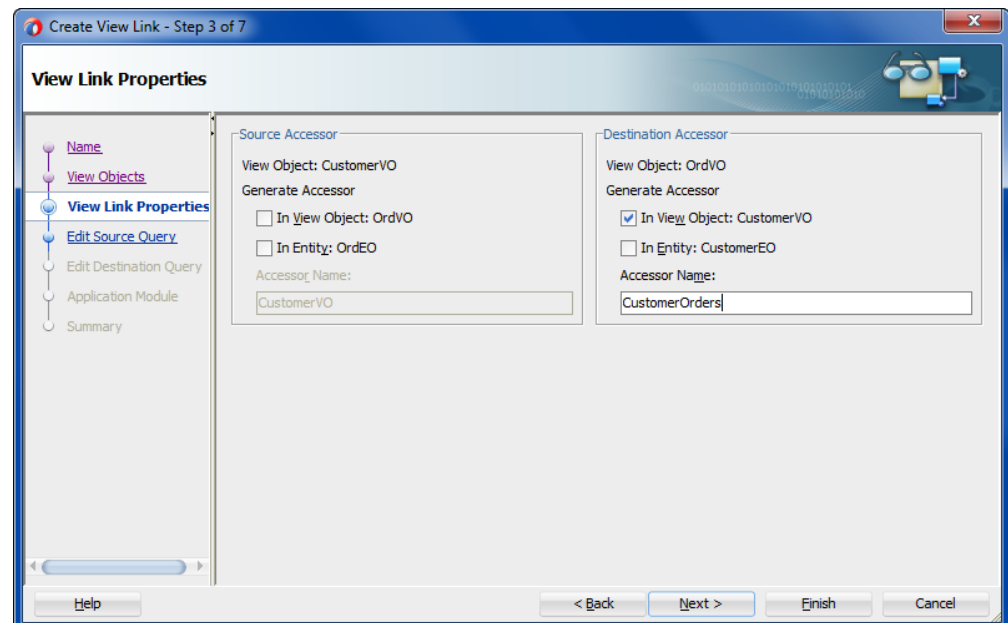 Create View Link - Step 3 of 7
View Link Properties
Name
View Objects
View Link Properties
Edit Source Query
Edit Destination Query
Application Module
Summary
Source Accessor
View Object: CustomerVO
Generate Accessor
In View Object: OrdVO
In Entity: OrdEO
Accessor Name:
CustomerVO
Destination Accessor
View Object: OrdVO
Generate Accessor
In View Object: CustomerVO
In Entity: CustomerEO
Accessor Name:
CustomerOrders
Help
< Back
Next >
Finish
Cancel